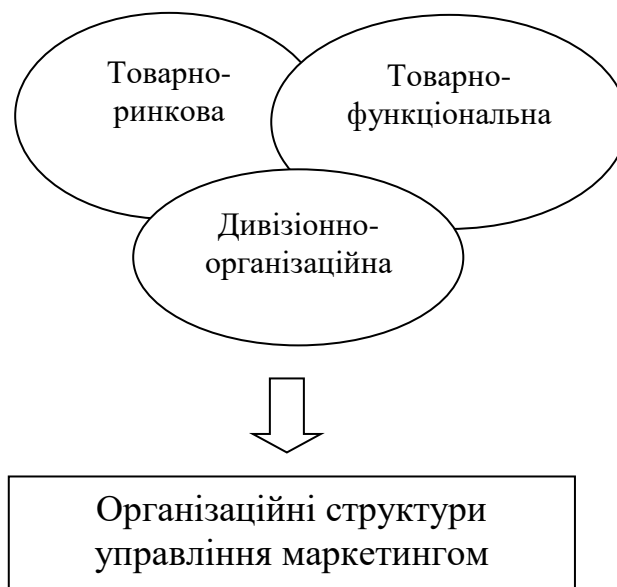 Товарно-
ринкова
Товарно-
функціональна
Дивізіонно-
організаційна
Організаційні структури
управління маркетингом